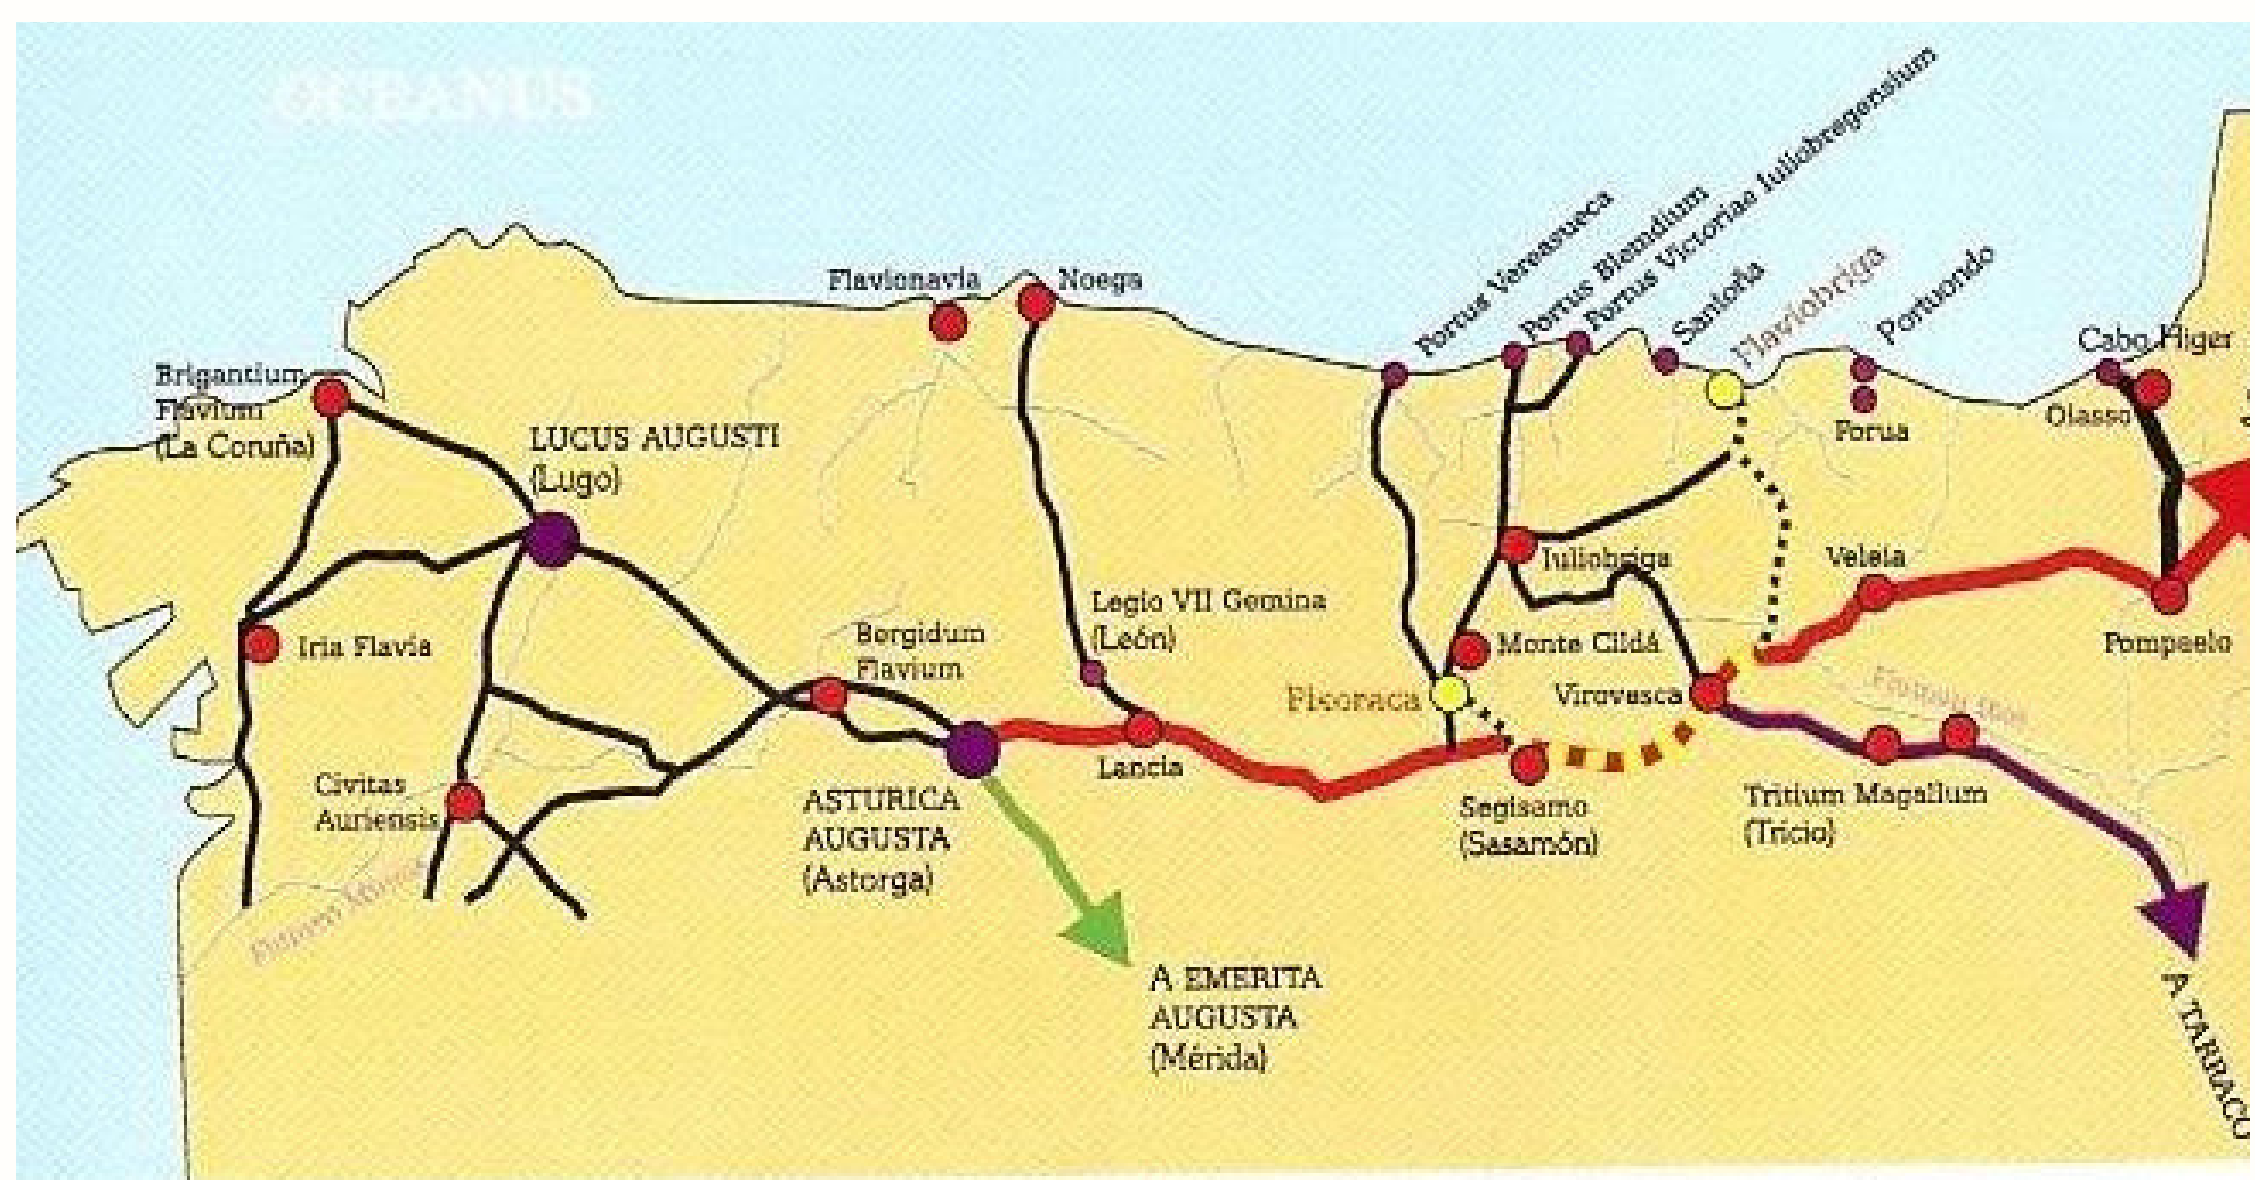 OCEANUS
Portus Vereasueca
Portus Blendium
Portus Victoriae Iuliobregensium
Santoña
Flaviobriga
Portuondo
Cabo Higer
Flavionavia
Noega
Brigantium
Flavium
(La Coruña)
Olasso
Forua
LUCUS AUGUSTI
(Lugo)
Iuliobriga
Veleia
Legio VII Gemina
(León)
Bergidum
Flavium
Iria Flavia
Monte Cildá
Pompaelo
Pisoraca
Virovesca
Lancia
Civitas
Auriensis
ASTURICA
AUGUSTA
(Astorga)
Segisamo
(Sasamón)
Tritium Magallum
(Tricio)
A EMERITA
AUGUSTA
(Mérida)
A TARRACO